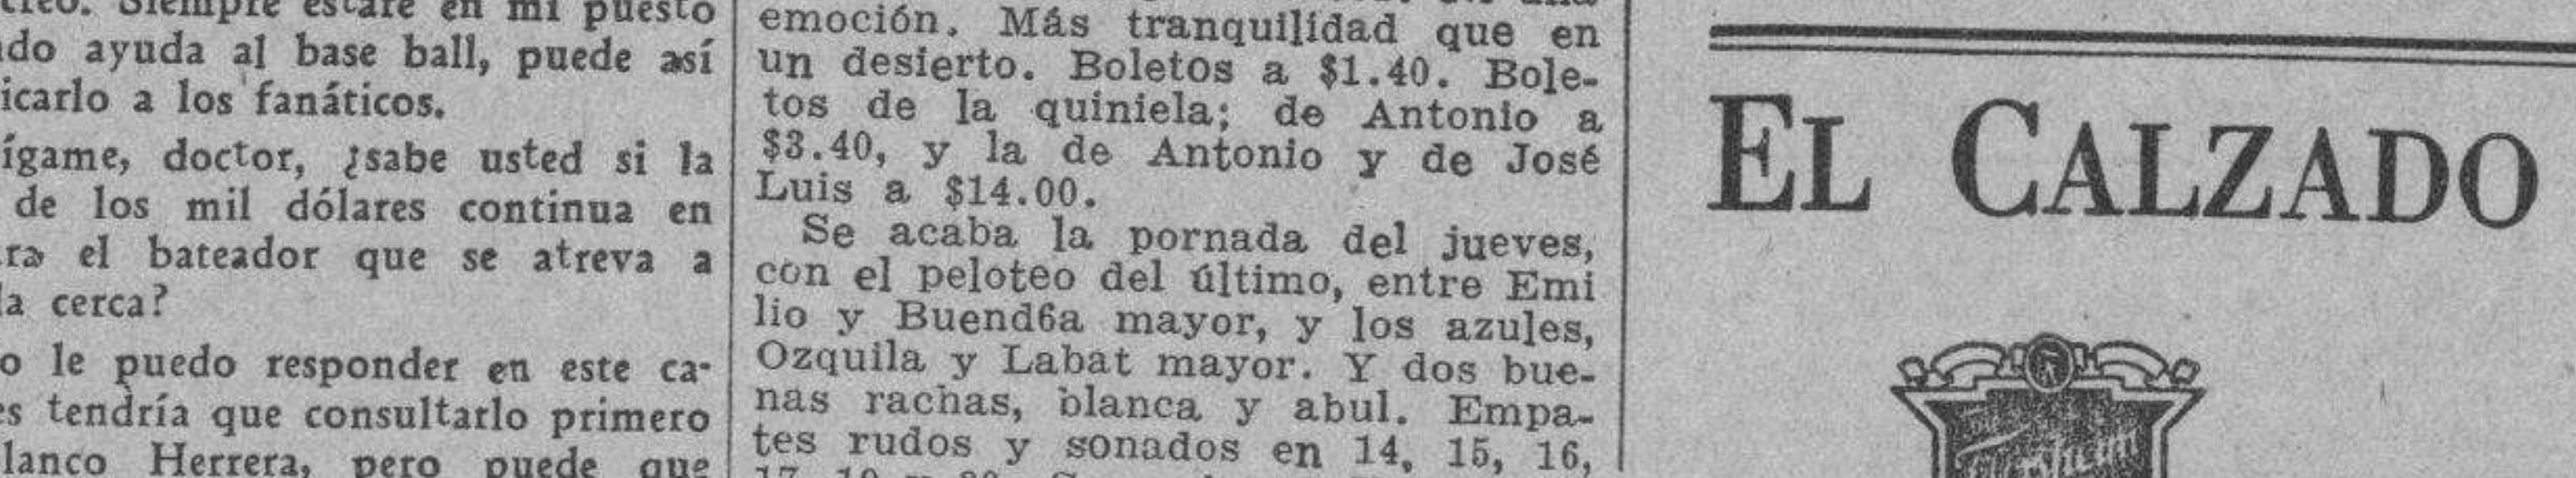 Siempre estaré en mi puesto
do ayuda al base ball, puede así
icarlo a los fanáticos.
ígame, doctor, ¿sabe usted si la
de los mil dólares continua en
ra el bateador que se atreva a
la cerca?
o le puedo responder en este ca-
s tendría que consultarlo primero
lanco Herrera, pero puede que
emoción. Más tranquilidad que en
un desierto. Boletos a $1.40. Bole-
tos de la quiniela; de Antonio a
$3.40, y la de Antonio y de José
Luis a $14.00.
Se acaba la pornada del jueves,
con el peloteo del último, entre Emi
lio y Buend6a mayor, y los azules,
Ozquila y Labat mayor. Y dos bue-
nas rachas, blanca y abul. Empa-
tes rudos y sonados en 14, 15, 16,
EL CALZADO